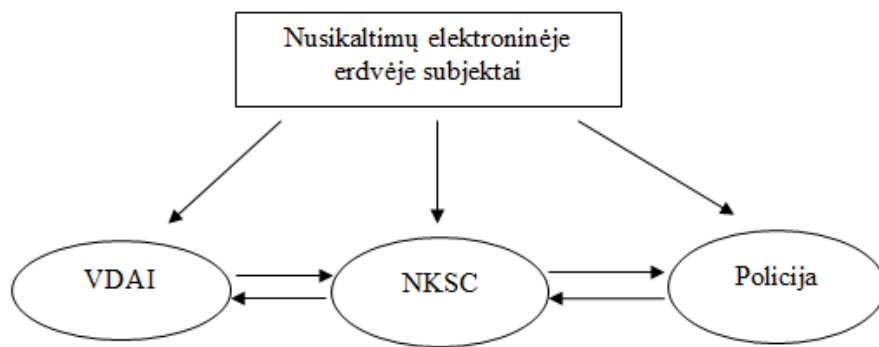 Nusikaltimų elektroninėje
erdvėje subjektai
VDAI
NKSC
Policija